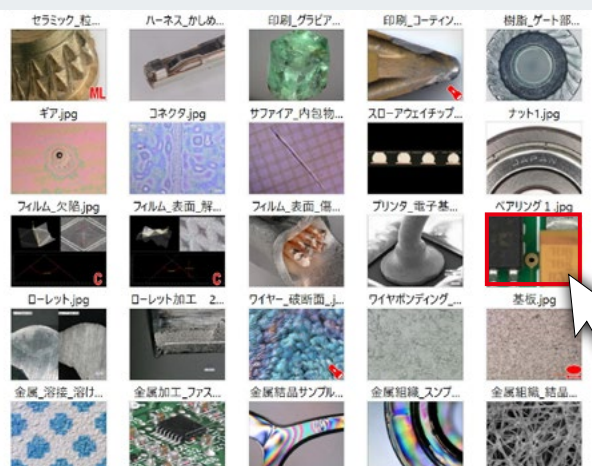 セラミック_粒... ハーネス_かしめ... 印刷_グラビア... 印刷_コーティン... 樹脂_ゲート部...
ML
ギア.jpg コネクタ.jpg サファイア_内包物... スローアウェイチップ... ナット1.jpg
JAPAN
フィルム_欠陥.jpg フィルム_表面_解... フィルム_表面_傷... プリンタ_電子基... ベアリング1.jpg
C C
ローレット.jpg ローレット加工 2... ワイヤー_破断面_.j... ワイヤボンディング_... 基板.jpg
金属_溶接_溶け... 金属加工_ファス... 金属結晶サンプル... 金属組織_スンプ... 金属組織_結晶...